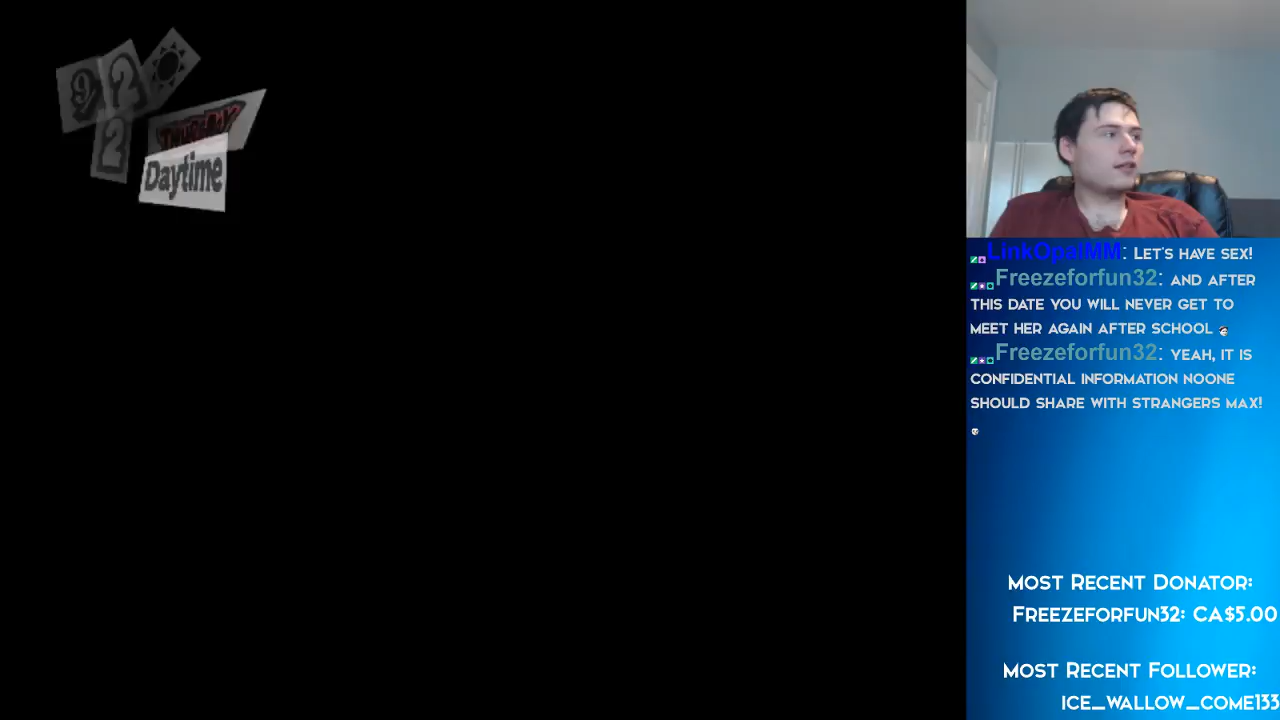 9/22
Thursday
Daytime
LinkOpalMM: Let's have sex!
Freezeforfun32: and after
this date you will never get to
meet her again after school
Freezeforfun32: yeah, it is
confidential information noone
should share with strangers Max!
Most Recent Donator:
Freezeforfun32: CA$5.00
Most Recent Follower:
ice_wallow_come133